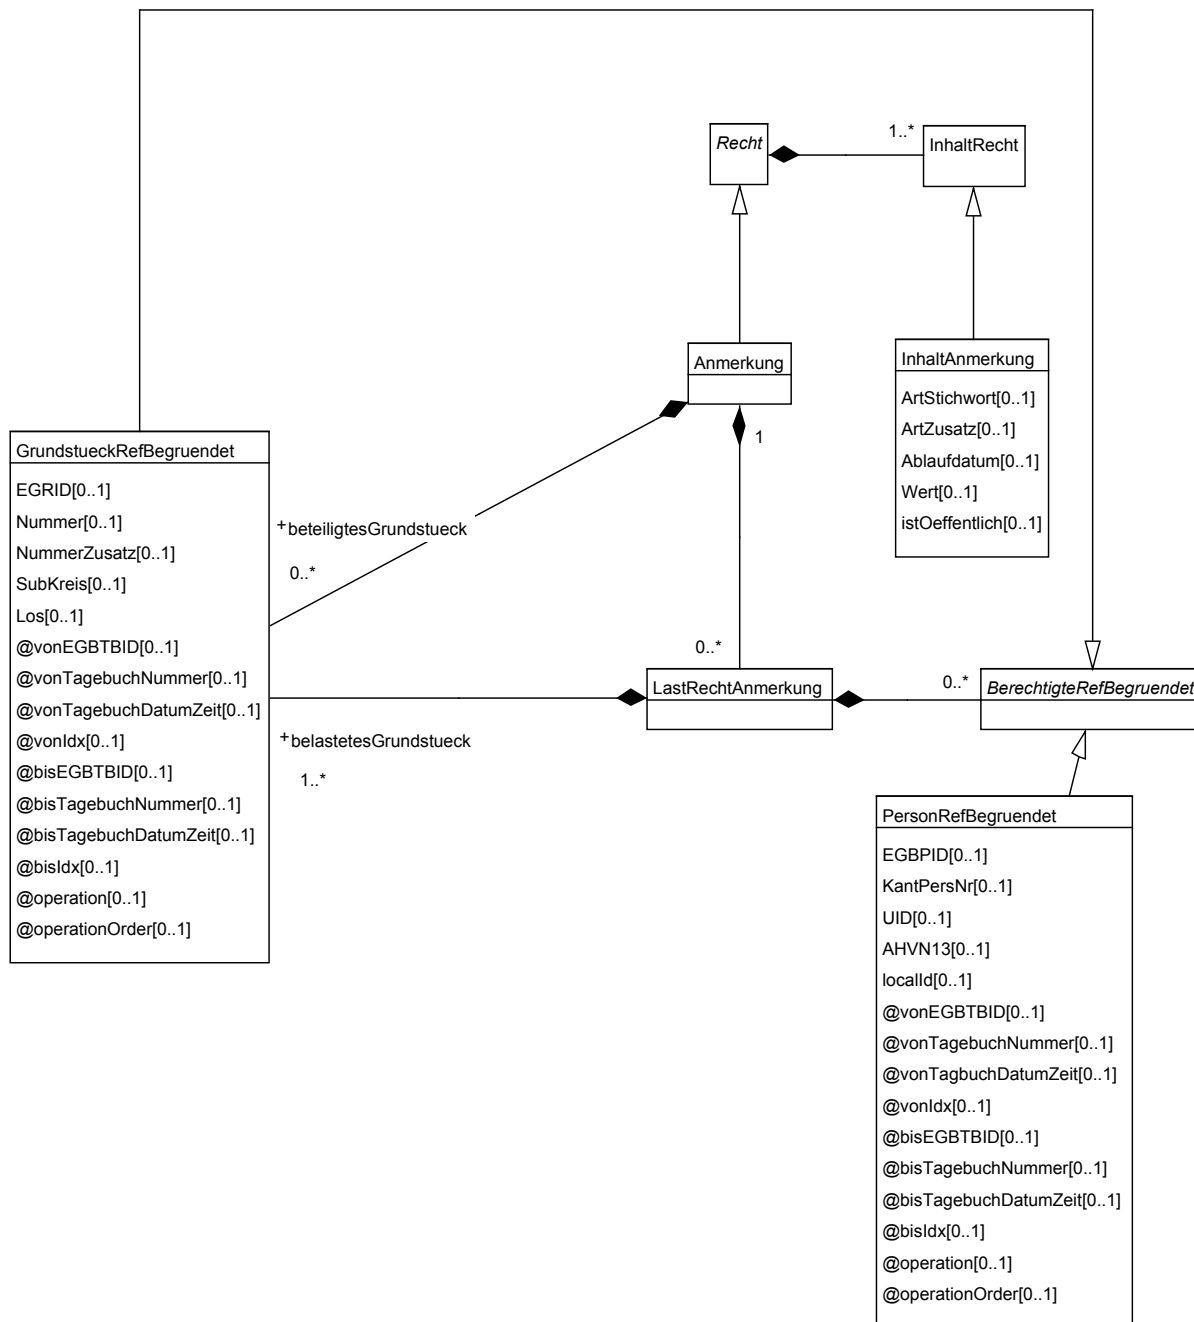 Recht
1..*
InhaltRecht
Anmerkung
1
InhaltAnmerkung
ArtStichwort[0..1]
ArtZusatz[0..1]
Ablaufdatum[0..1]
Wert[0..1]
istOeffentlich[0..1]
GrundstueckRefBegruendet
EGRID[0..1]
Nummer[0..1]
NummerZusatz[0..1]
SubKreis[0..1]
Los[0..1]
@vonEGBTBID[0..1]
@vonTagebuchNummer[0..1]
@vonTagebuchDatumZeit[0..1]
@vonIdx[0..1]
@bisEGBTBID[0..1]
@bisTagebuchNummer[0..1]
@bisTagebuchDatumZeit[0..1]
@bisIdx[0..1]
@operation[0..1]
@operationOrder[0..1]
+beteiligtesGrundstueck
0..*
0..*
LastRechtAnmerkung
0..*
BerechtigteRefBegruendet
+belastetesGrundstueck
1..*
PersonRefBegruendet
EGBPID[0..1]
KantPersNr[0..1]
UID[0..1]
AHVN13[0..1]
localId[0..1]
@vonEGBTBID[0..1]
@vonTagebuchNummer[0..1]
@vonTagbuchDatumZeit[0..1]
@vonIdx[0..1]
@bisEGBTBID[0..1]
@bisTagebuchNummer[0..1]
@bisTagebuchDatumZeit[0..1]
@bisIdx[0..1]
@operation[0..1]
@operationOrder[0..1]